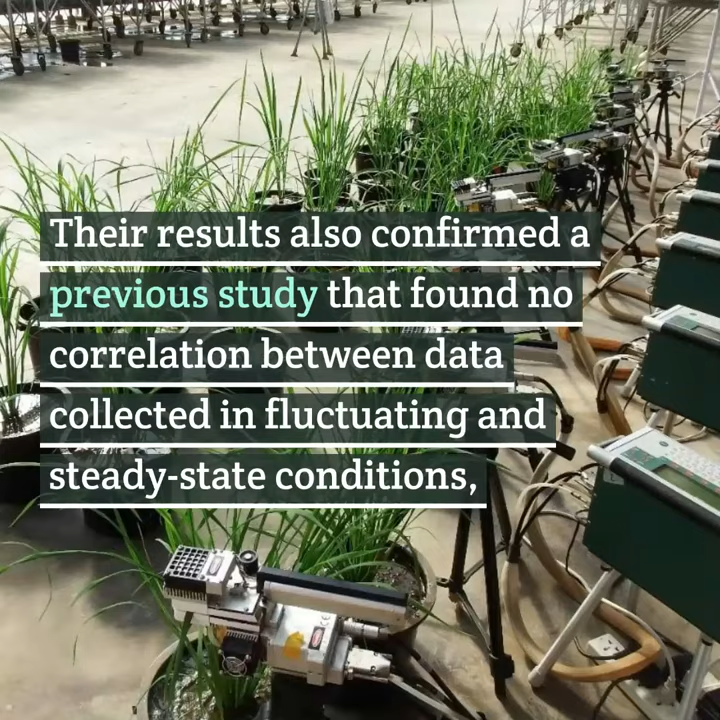 Their results also confirmed a
previous study that found no
correlation between data
collected in fluctuating and
steady-state conditions,